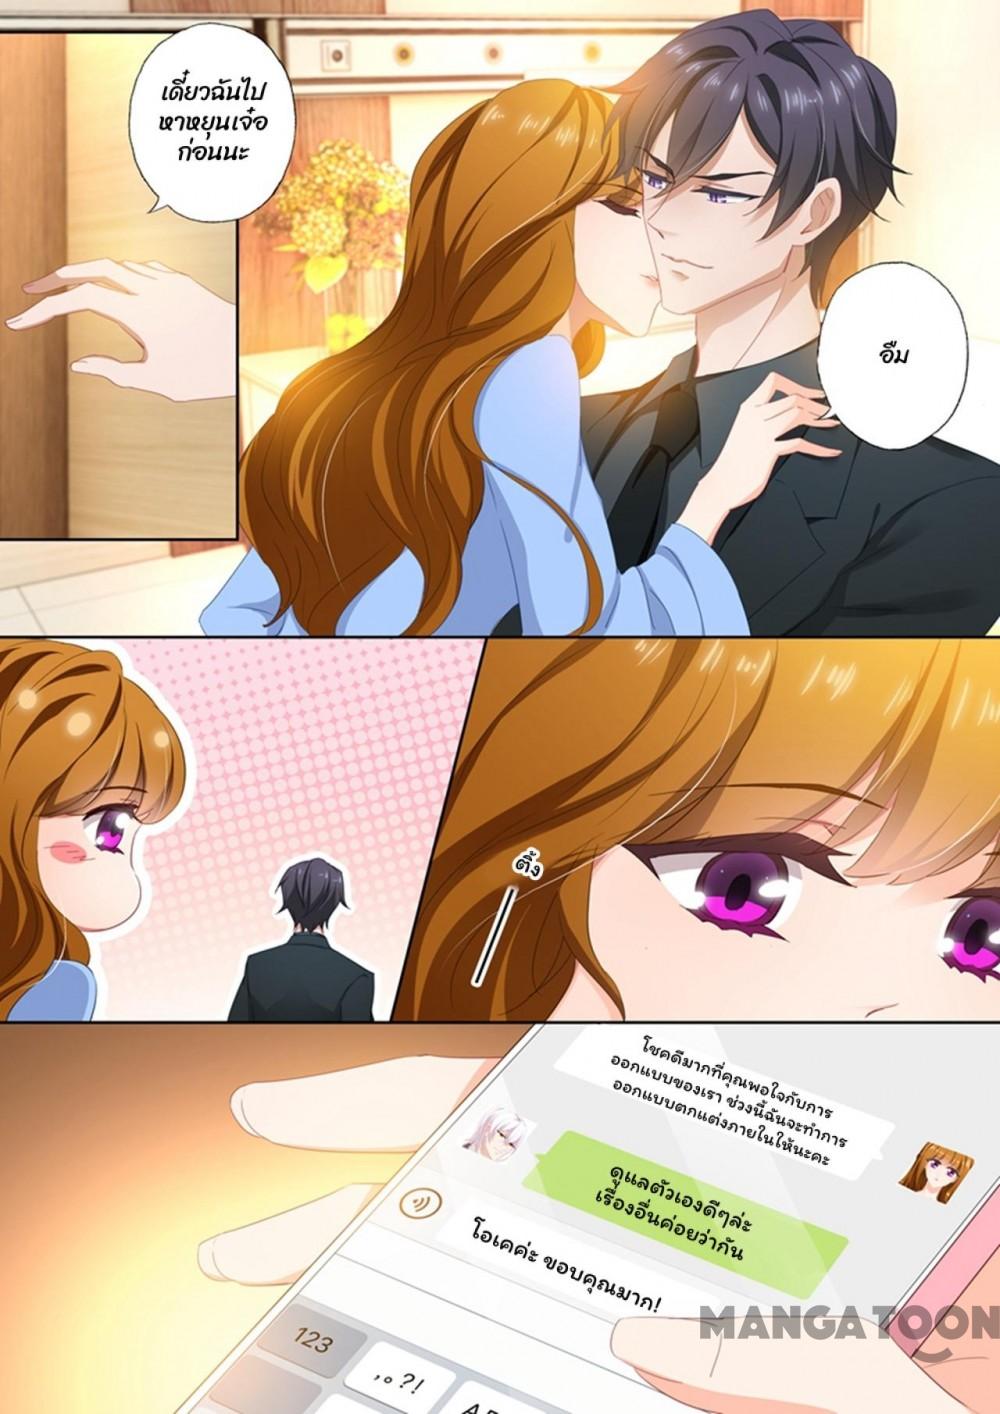 เดี๋ยวฉันไป
หาหยุนเจ๋อ
ก่อนนะ
อืม
ติ้ง
โชคดีมากที่คุณพอใจกับการ
ออกแบบของเรา ช่วงนี้ฉันจะทำการ
ออกแบบตกแต่งภายในให้นะคะ
ดูแลตัวเองดีๆล่ะ
เรื่องอื่นค่อยว่ากัน
โอเคค่ะ ขอบคุณมาก!
MANGATOON
123
,。?!